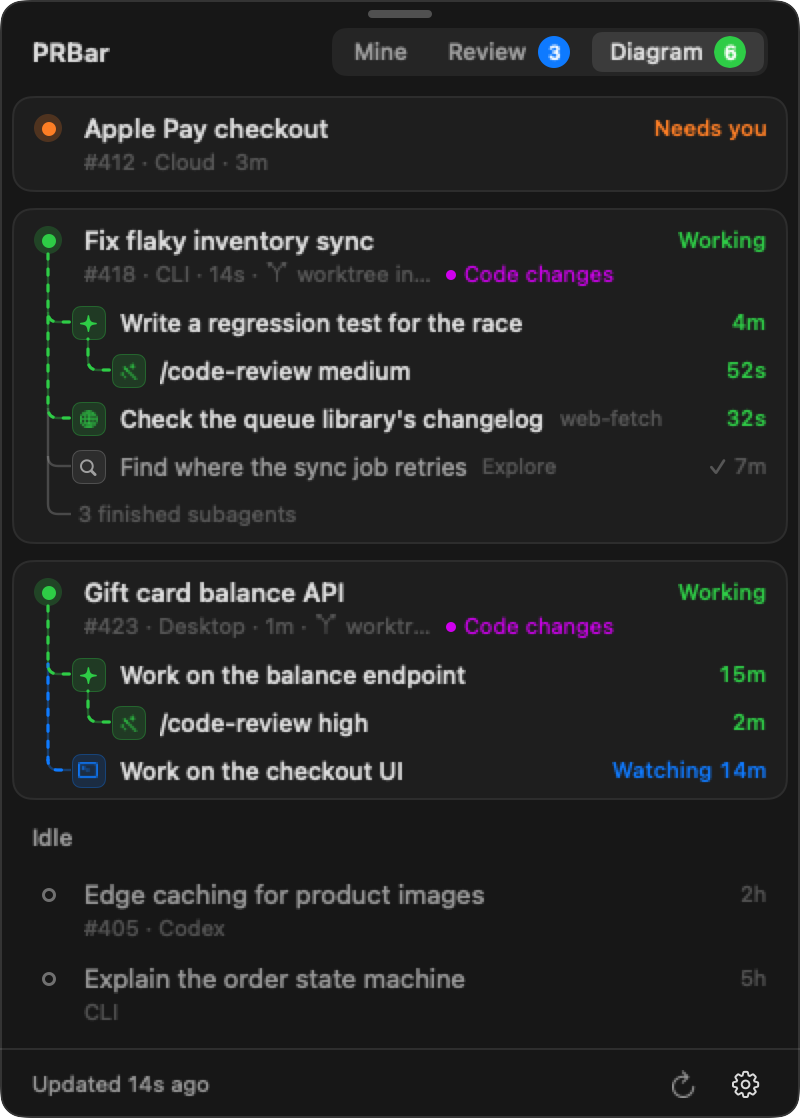 PRBar Mine Review 3 Diagram 6
Apple Pay checkout Needs you
#412 · Cloud · 3m
Fix flaky inventory sync Working
#418 · CLI · 14s · worktree in... Code changes
Write a regression test for the race 4m
/code-review medium 52s
Check the queue library's changelog web-fetch 32s
Find where the sync job retries Explore ✓ 7m
3 finished subagents
Gift card balance API Working
#423 · Desktop · 1m · worktr... Code changes
Work on the balance endpoint 15m
/code-review high 2m
Work on the checkout UI Watching 14m
Idle
Edge caching for product images 2h
#405 · Codex
Explain the order state machine 5h
CLI
Updated 14s ago